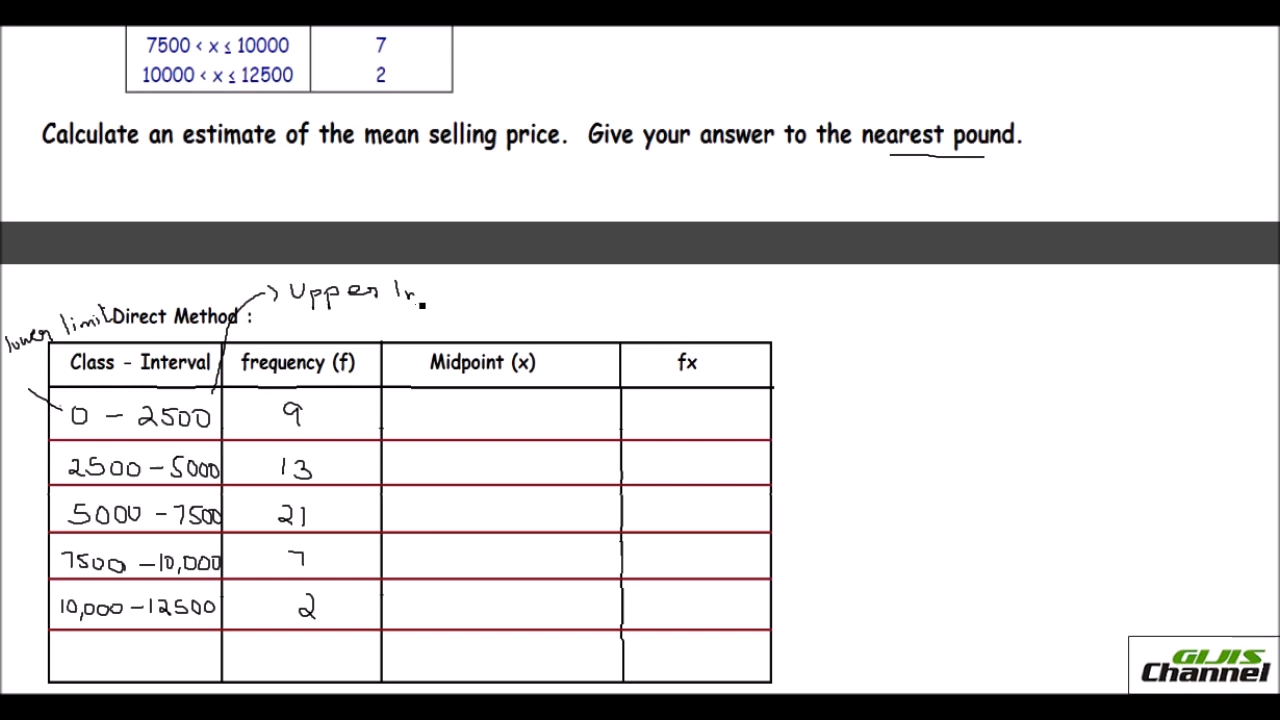 7500 < x ≤ 10000 7
10000 < x ≤ 12500 2
Calculate an estimate of the mean selling price. Give your answer to the nearest pound.
Upper
lower limit Direct Method :
Class - Interval frequency (f) Midpoint (x) fx
0 - 2500 9
2500 - 5000 13
5000 - 7500 21
7500 - 10,000 7
10,000 - 12500 2
GIJIS
Channel